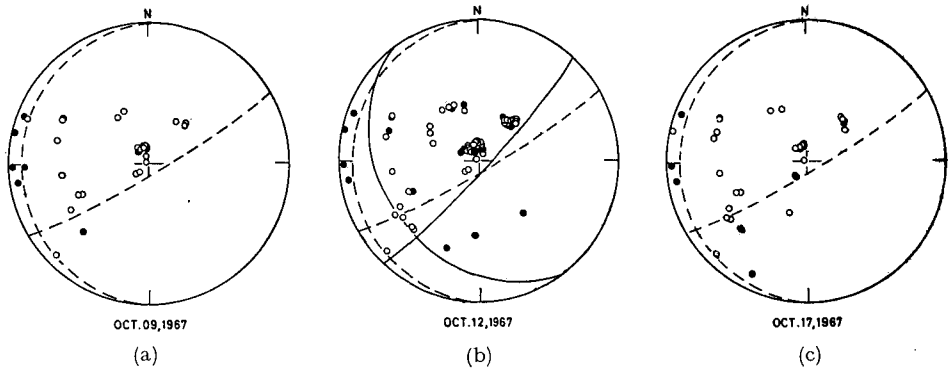 N
N
N
OCT. 09, 1967
OCT. 12, 1967
OCT. 17, 1967
(a)
(b)
(c)